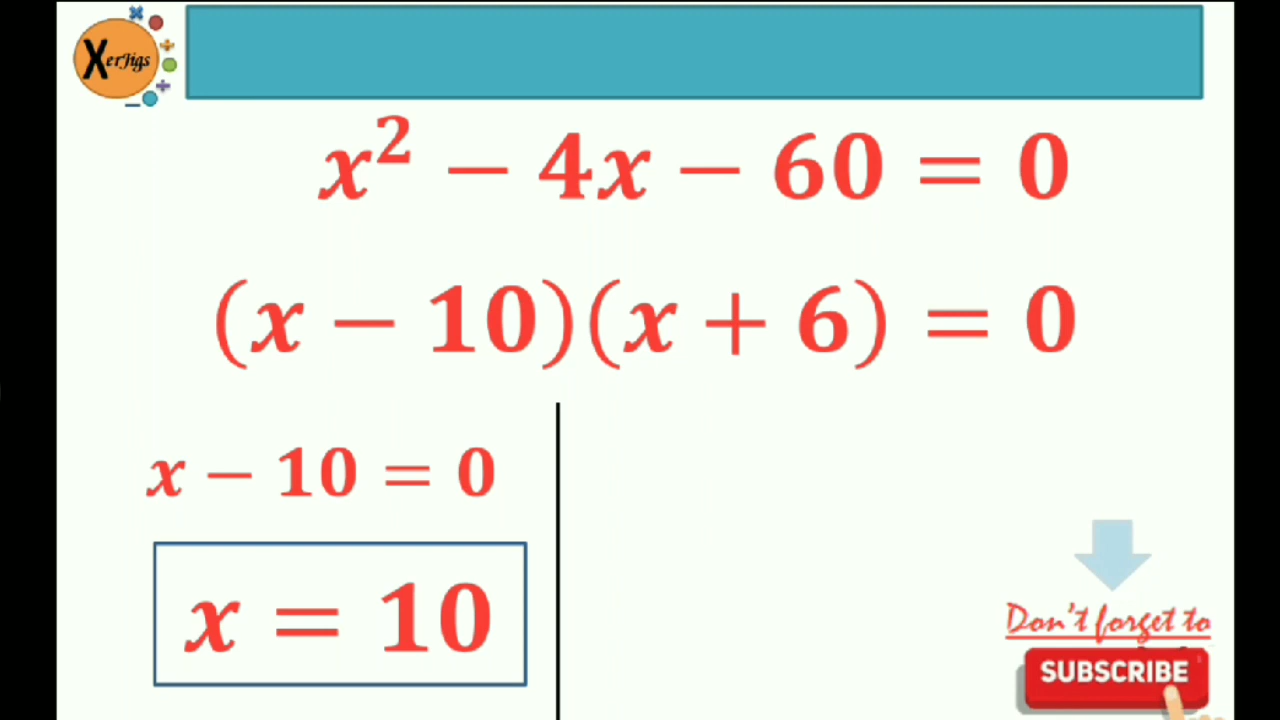 XerJigs
x² − 4x − 60 = 0
(x − 10)(x + 6) = 0
x − 10 = 0
x = 10
Don't forget to
SUBSCRIBE